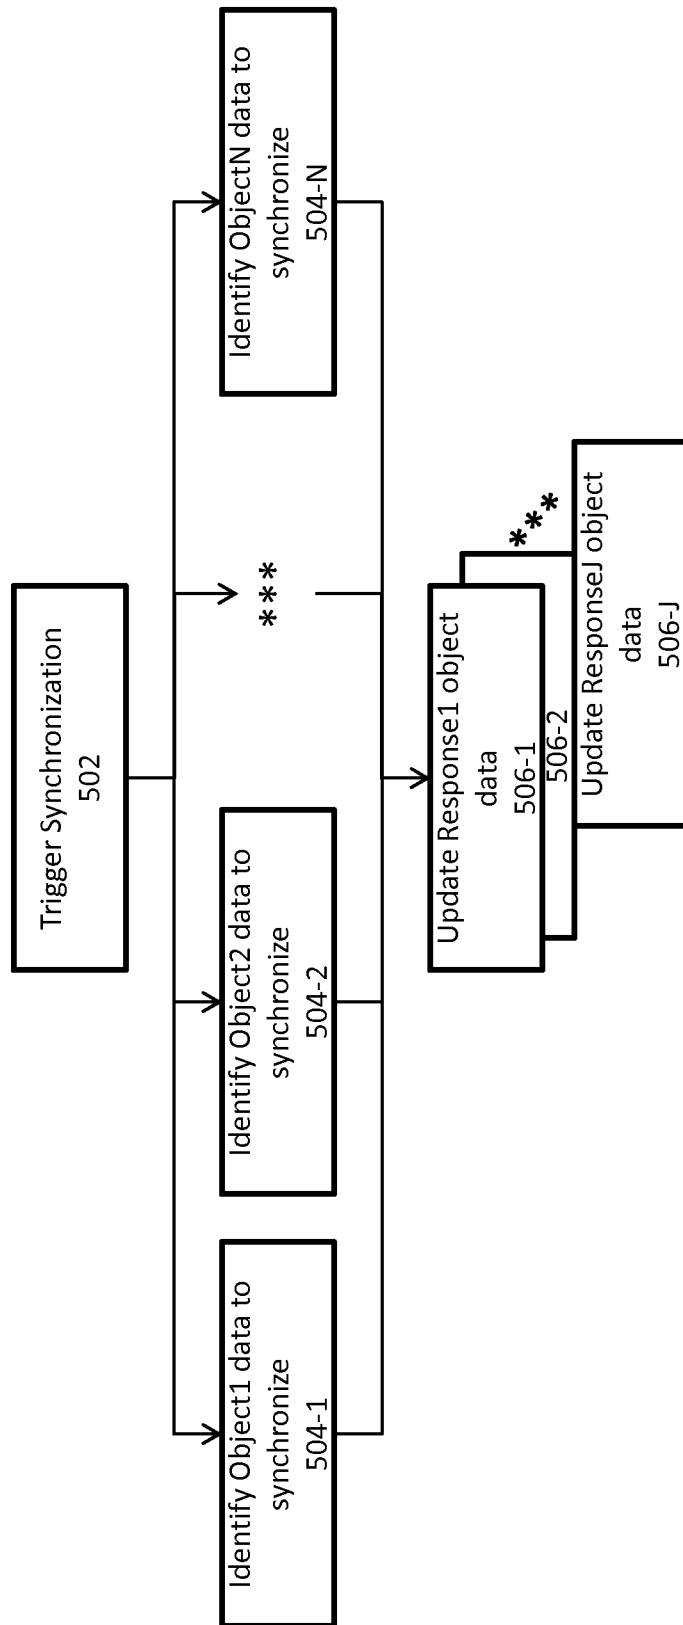 Trigger Synchronization
502
Identify Object1 data to
synchronize
504-1
Identify Object2 data to
synchronize
504-2
***
Identify ObjectN data to
synchronize
504-N
Update Response1 object
data
506-1
506-2
***
Update ResponseJ object
data
506-J